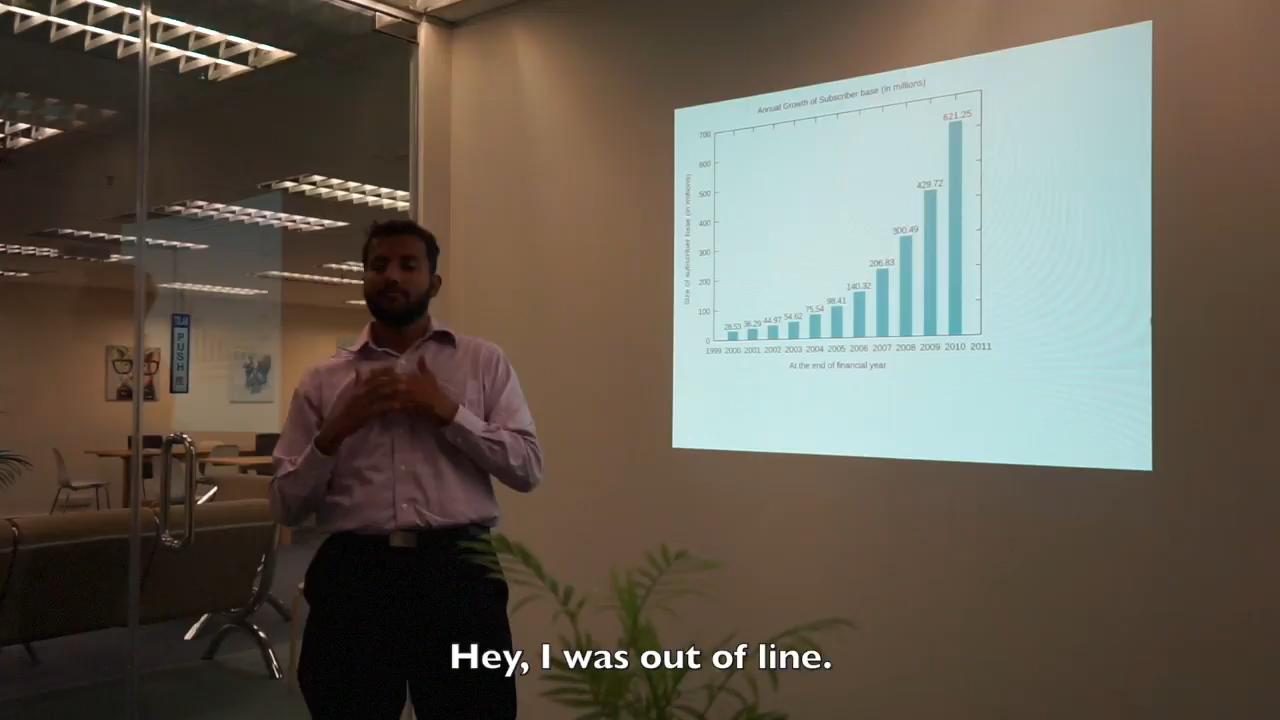 Annual Growth of Subscriber base (in millions)
Size of subscriber base (in millions)
700
600
500
400
300
200
100
0
28.53 36.29 44.97 54.62 75.54 98.41 140.32 206.83 300.49 429.72 621.25
1999 2000 2001 2002 2003 2004 2005 2006 2007 2008 2009 2010 2011
At the end of financial year
PUSH
Hey, I was out of line.